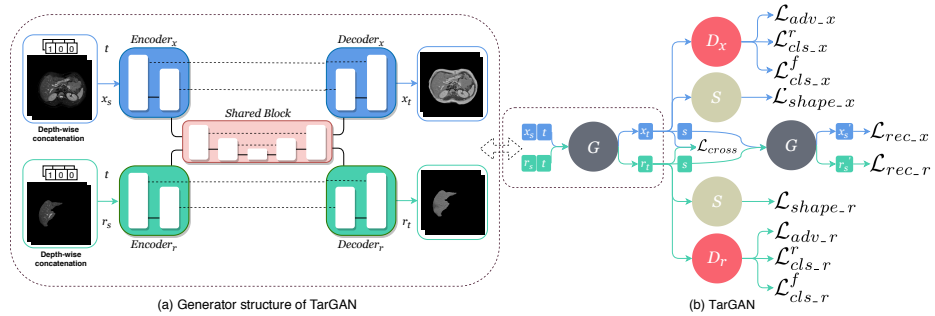 1 0 0
t
x_s
Depth-wise
concatenation
Encoder_x
Decoder_x
x_t
Shared Block
1 0 0
t
r_s
Depth-wise
concatenation
Encoder_r
Decoder_r
r_t
(a) Generator structure of TarGAN
x_s t
r_s t
G
x_t s
r_t s
ℒ_cross
D_x
S
S
D_r
G
x_s'
r_s'
ℒ_adv_x
ℒ^r_cls_x
ℒ^f_cls_x
ℒ_shape_x
ℒ_rec_x
ℒ_rec_r
ℒ_shape_r
ℒ_adv_r
ℒ^r_cls_r
ℒ^f_cls_r
(b) TarGAN